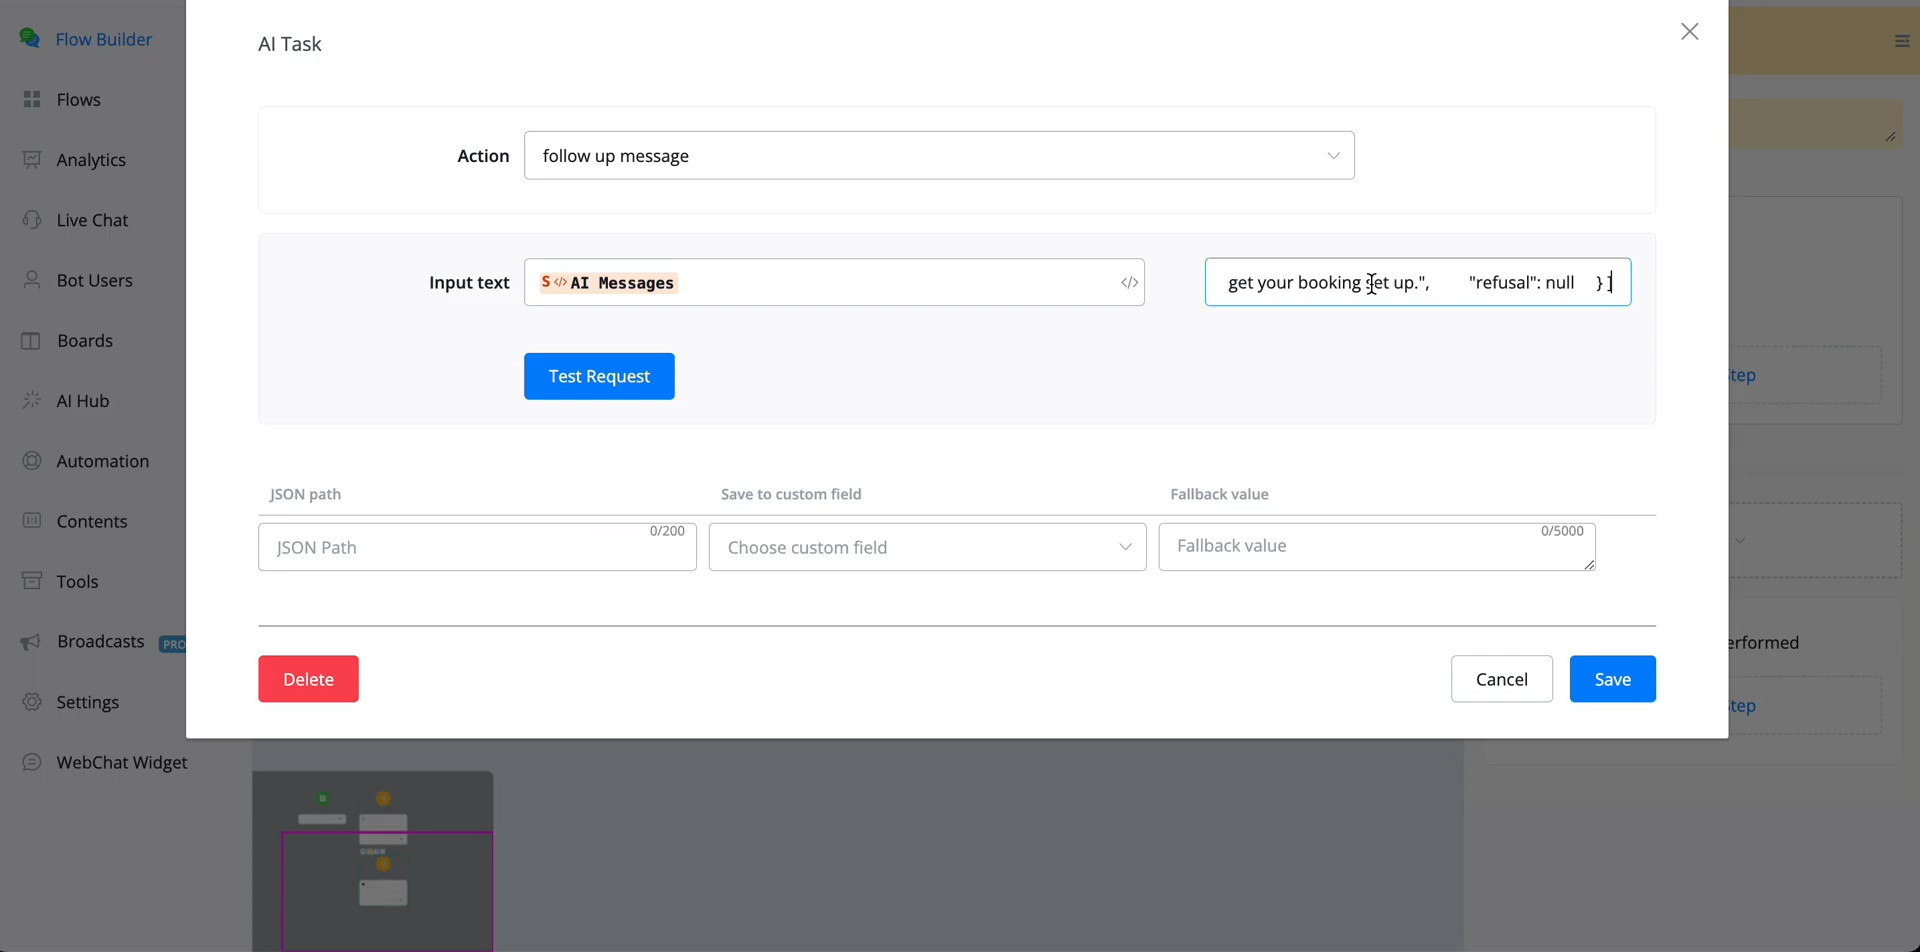 Flow Builder
Flows
Analytics
Live Chat
Bot Users
Boards
AI Hub
Automation
Contents
Tools
Broadcasts PRO
Settings
WebChat Widget
AI Task
Action
follow up message
Input text
S </> AI Messages </>
get your booking set up.", "refusal": null }]
Test Request
JSON path
Save to custom field
Fallback value
JSON Path 0/200
Choose custom field
Fallback value 0/5000
Delete
Cancel
Save
tep
erformed
tep